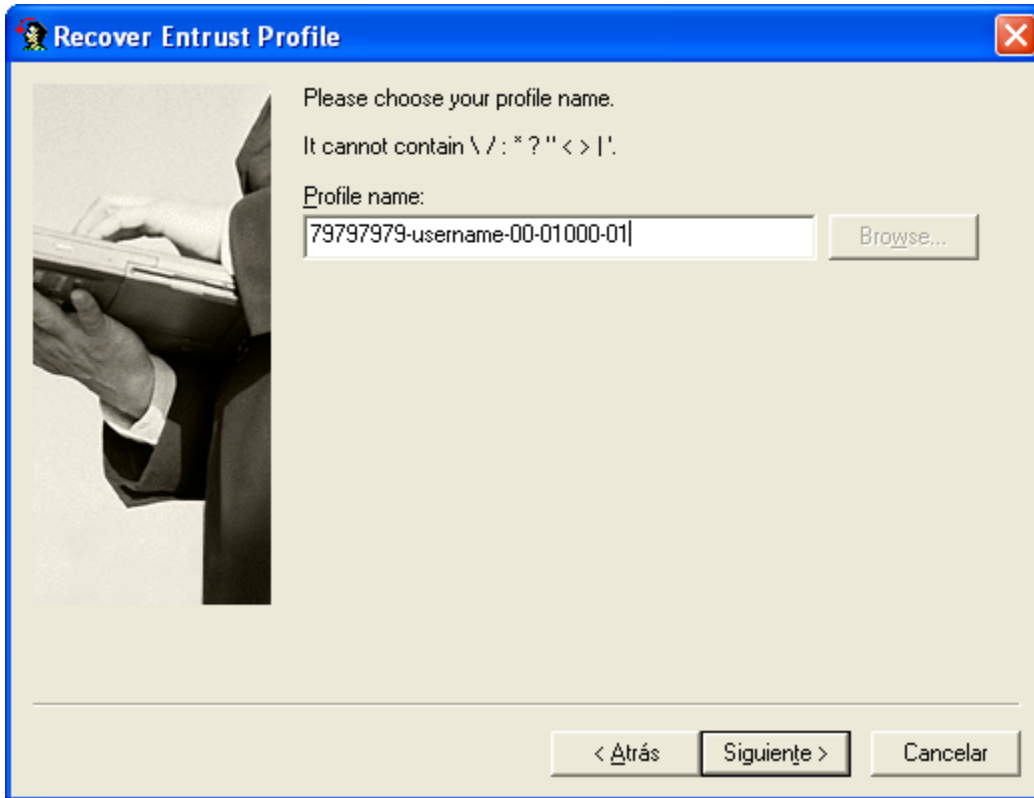 Recover Entrust Profile
Please choose your profile name.
It cannot contain \ / : * ? " < > | '.
Profile name:
79797979-username-00-01000-01
Browse...
< Atrás
Siguiente >
Cancelar